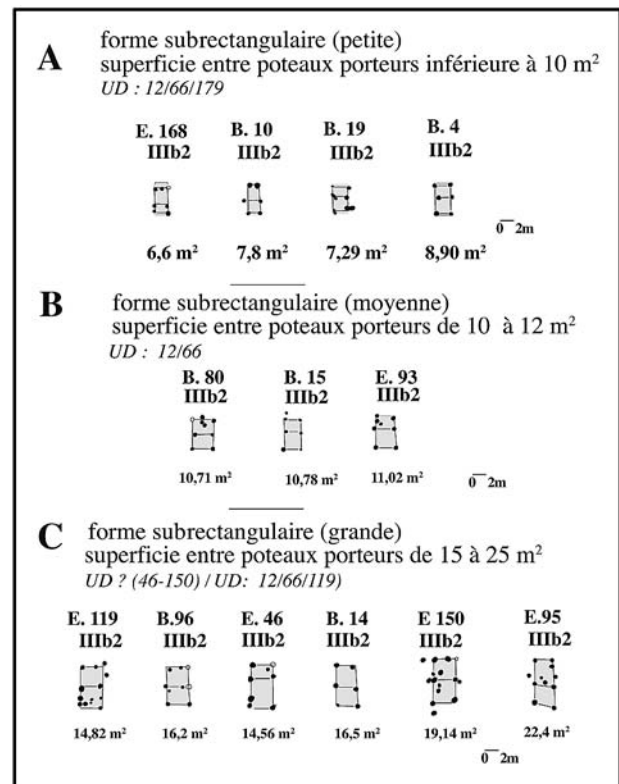 A
forme subrectangulaire (petite)
superficie entre poteaux porteurs inférieure à 10 m²
UD : 12/66/179
E. 168 B. 10 B. 19 B. 4
IIIb2 IIIb2 IIIb2 IIIb2
0 2m
6,6 m² 7,8 m² 7,29 m² 8,90 m²
B
forme subrectangulaire (moyenne)
superficie entre poteaux porteurs de 10 à 12 m²
UD : 12/66
B. 80 B. 15 E. 93
IIIb2 IIIb2 IIIb2
10,71 m² 10,78 m² 11,02 m² 0 2m
C
forme subrectangulaire (grande)
superficie entre poteaux porteurs de 15 à 25 m²
UD ? (46-150) / UD: 12/66/119)
E. 119 B.96 E. 46 B. 14 E 150 E.95
IIIb2 IIIb2 IIIb2 IIIb2 IIIb2 IIIb2
14,82 m² 16,2 m² 14,56 m² 16,5 m² 19,14 m² 22,4 m²
0 2m